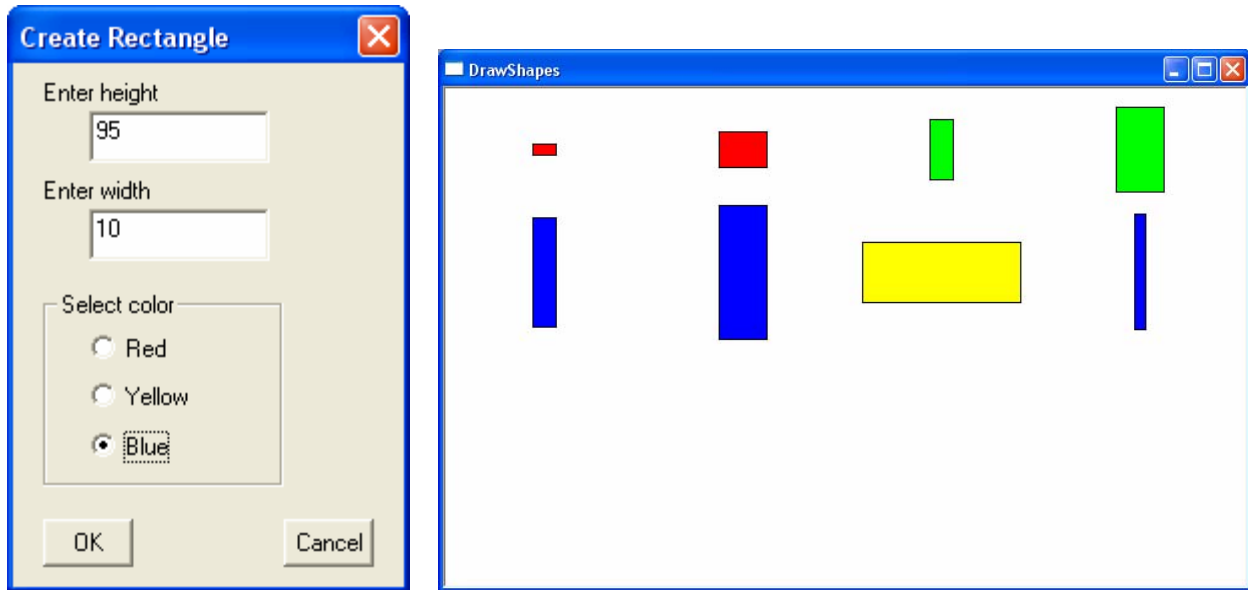 Create Rectangle
Enter height
95
Enter width
10
Select color
Red
Yellow
Blue
OK Cancel
DrawShapes